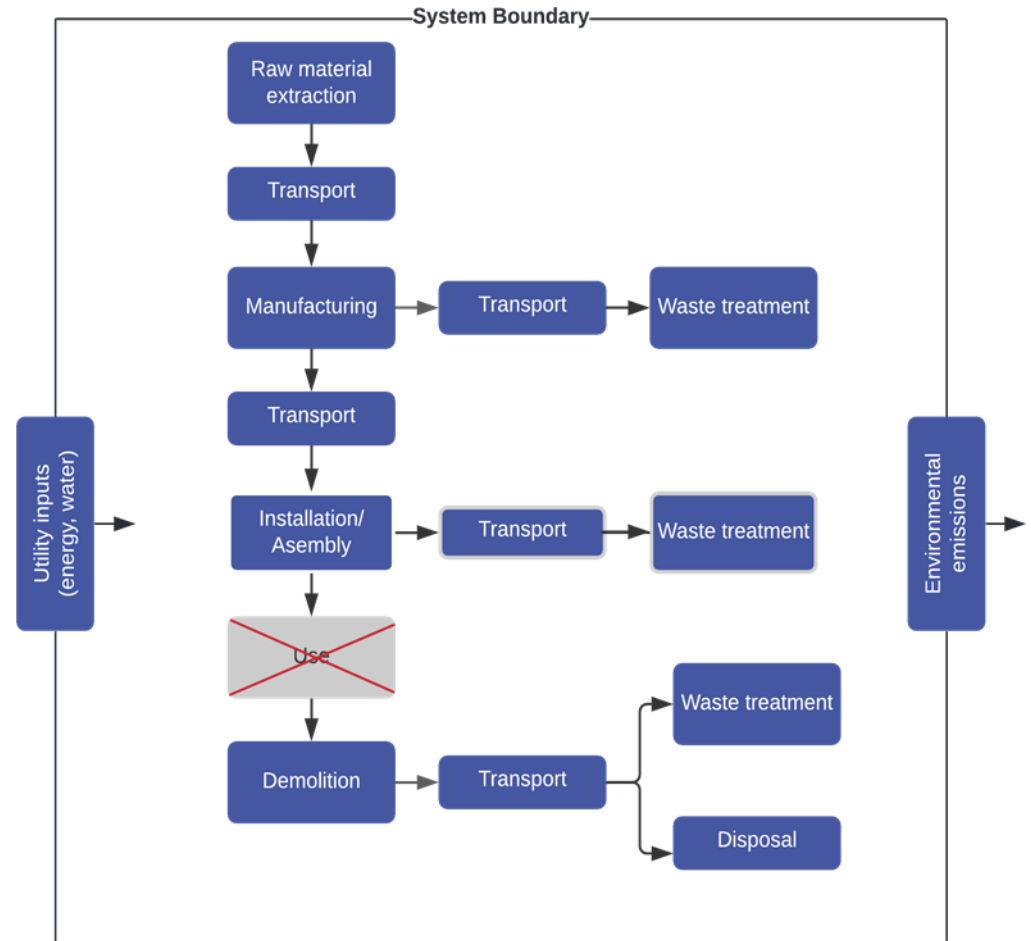 System Boundary
Raw material
extraction
Transport
Manufacturing
Transport
Waste treatment
Transport
Utility inputs
(energy, water)
Installation/
Asembly
Transport
Waste treatment
Environmental
emissions
Use
Demolition
Transport
Waste treatment
Disposal